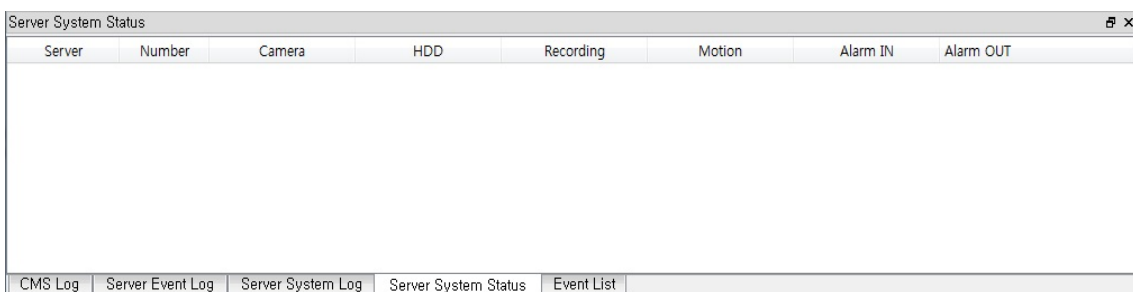 Server System Status
Server Number Camera HDD Recording Motion Alarm IN Alarm OUT
CMS Log Server Event Log Server System Log Server System Status Event List